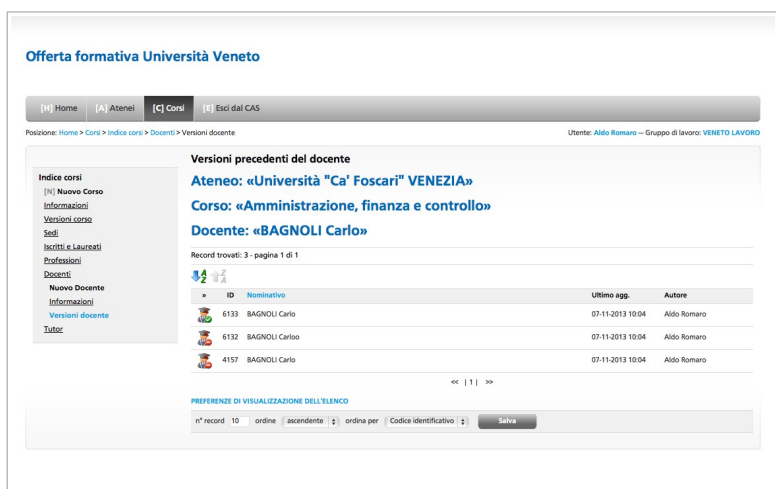 Offerta formativa Università Veneto
[H] Home [A] Atenei [C] Corsi [E] Esci dal CAS
Posizione: Home > Corsi > Indice corsi > Docenti > Versioni docente
Utente: Aldo Romaro — Gruppo di lavoro: VENETO LAVORO
Indice corsi
[N] Nuovo Corso
Informazioni
Versioni corso
Sedi
Iscritti e Laureati
Professioni
Docenti
Nuovo Docente
Informazioni
Versioni docente
Tutor
Versioni precedenti del docente
Ateneo: «Università "Ca' Foscari" VENEZIA»
Corso: «Amministrazione, finanza e controllo»
Docente: «BAGNOLI Carlo»
Record trovati: 3 - pagina 1 di 1
A Z Z A
» ID Nominativo Ultimo agg. Autore
6133 BAGNOLI Carlo 07-11-2013 10:04 Aldo Romaro
6132 BAGNOLI Carloo 07-11-2013 10:04 Aldo Romaro
4157 BAGNOLI Carlo 07-11-2013 10:04 Aldo Romaro
<< | 1 | >>
PREFERENZE DI VISUALIZZAZIONE DELL'ELENCO
n° record 10 ordine ascendente ordina per Codice identificativo Salva